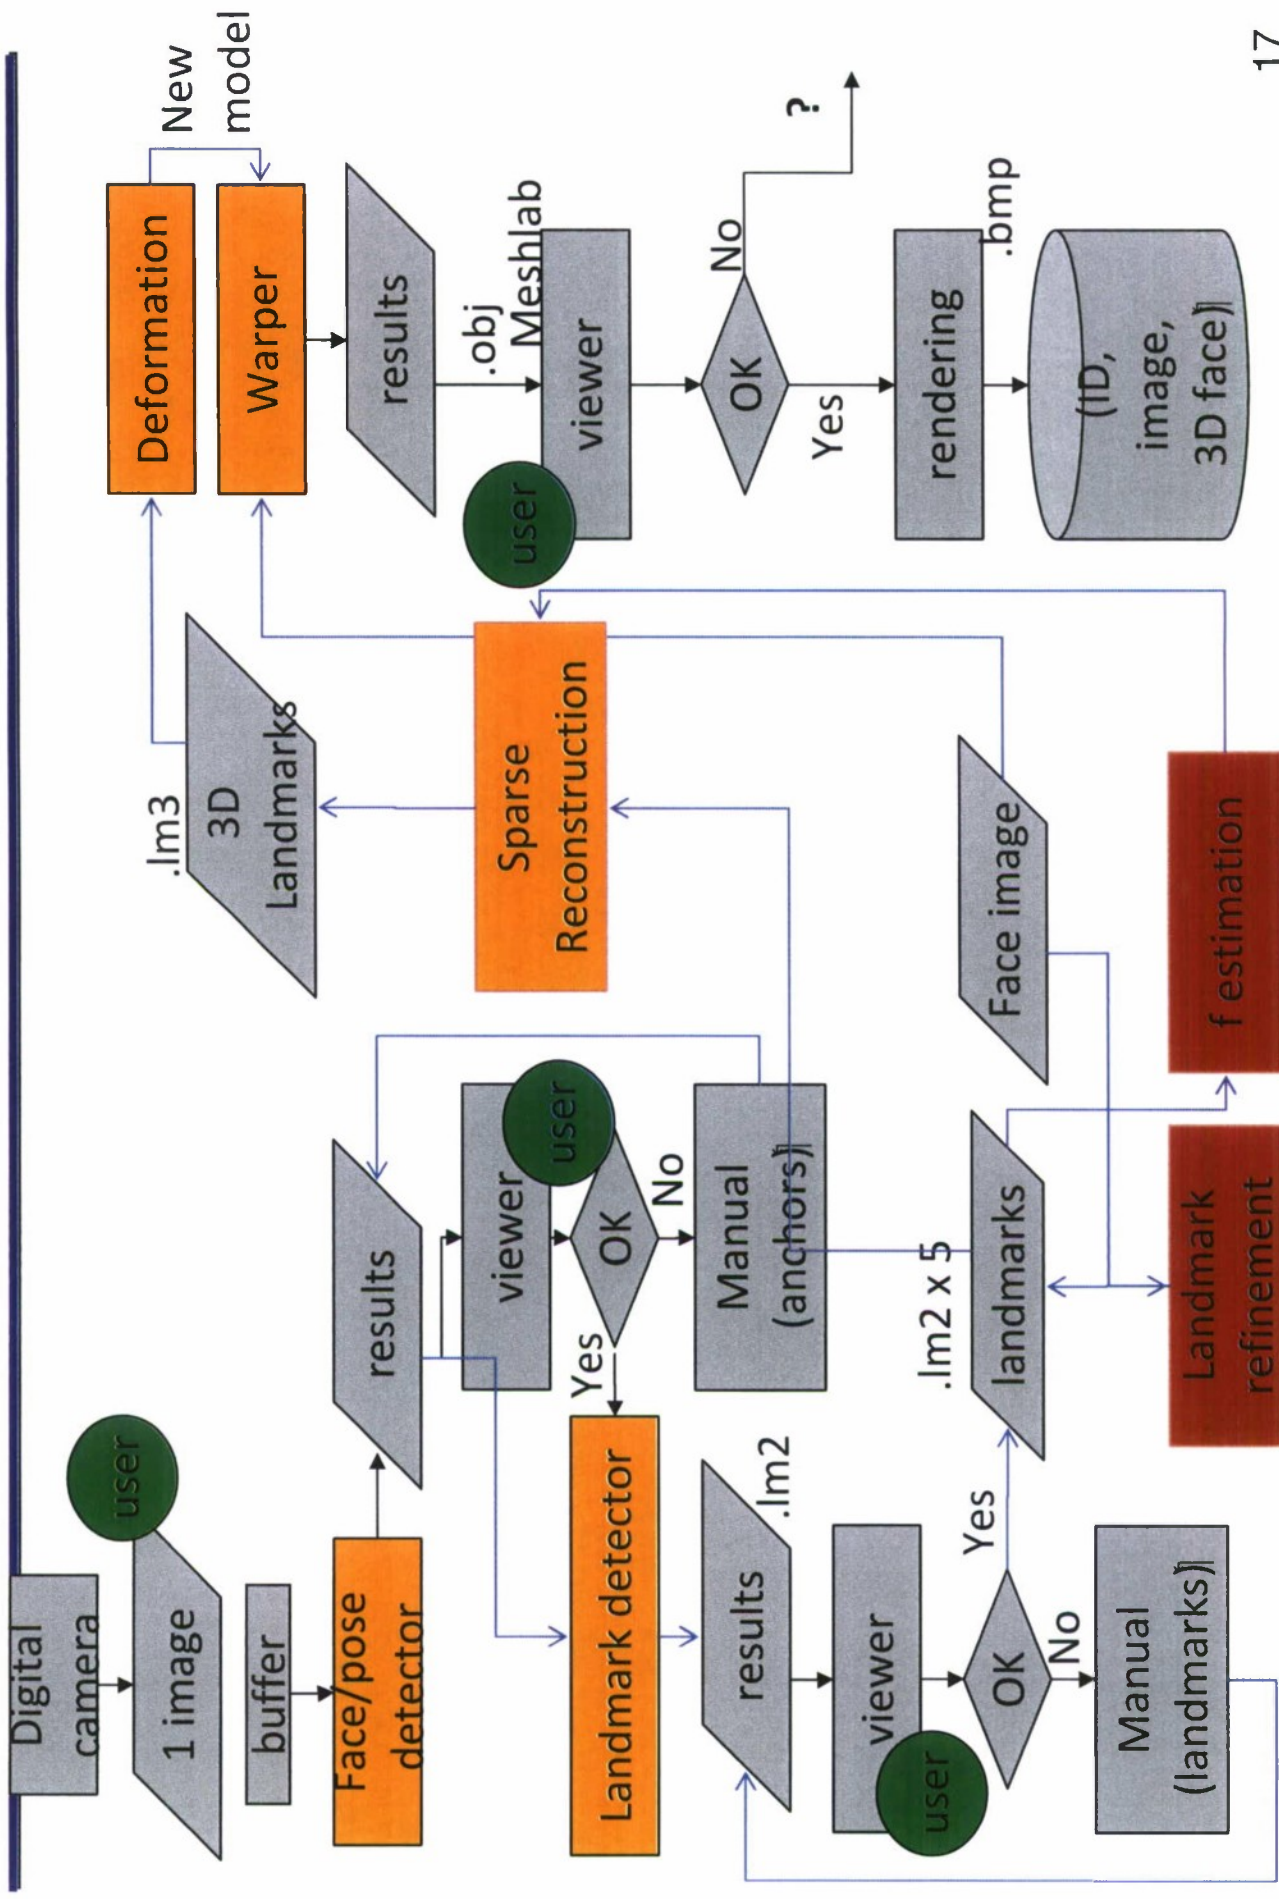 Digital
camera
user
1 image
buffer
Face/pose
detector
results
viewer
user
OK
Yes
No
Manual
(anchors)
Landmark detector
results
.lm2
viewer
user
OK
Yes
No
Manual
(landmarks)
.lm2 x 5
landmarks
Landmark
refinement
Face image
f estimation
Sparse
Reconstruction
.lm3
3D
Landmarks
Deformation
New
model
Warper
results
.obj
Meshlab
viewer
user
OK
No
?
Yes
rendering
.bmp
(ID,
image,
3D face)
17